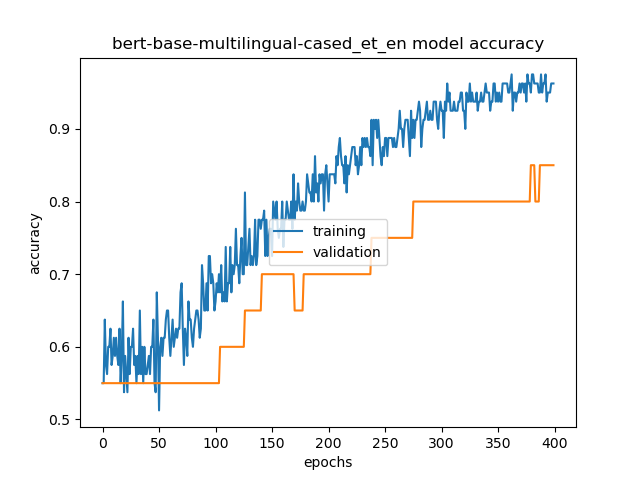 bert-base-multilingual-cased_et_en model accuracy
accuracy
0.9
0.8
0.7
0.6
0.5
training
validation
0
50
100
150
200
250
300
350
400
epochs